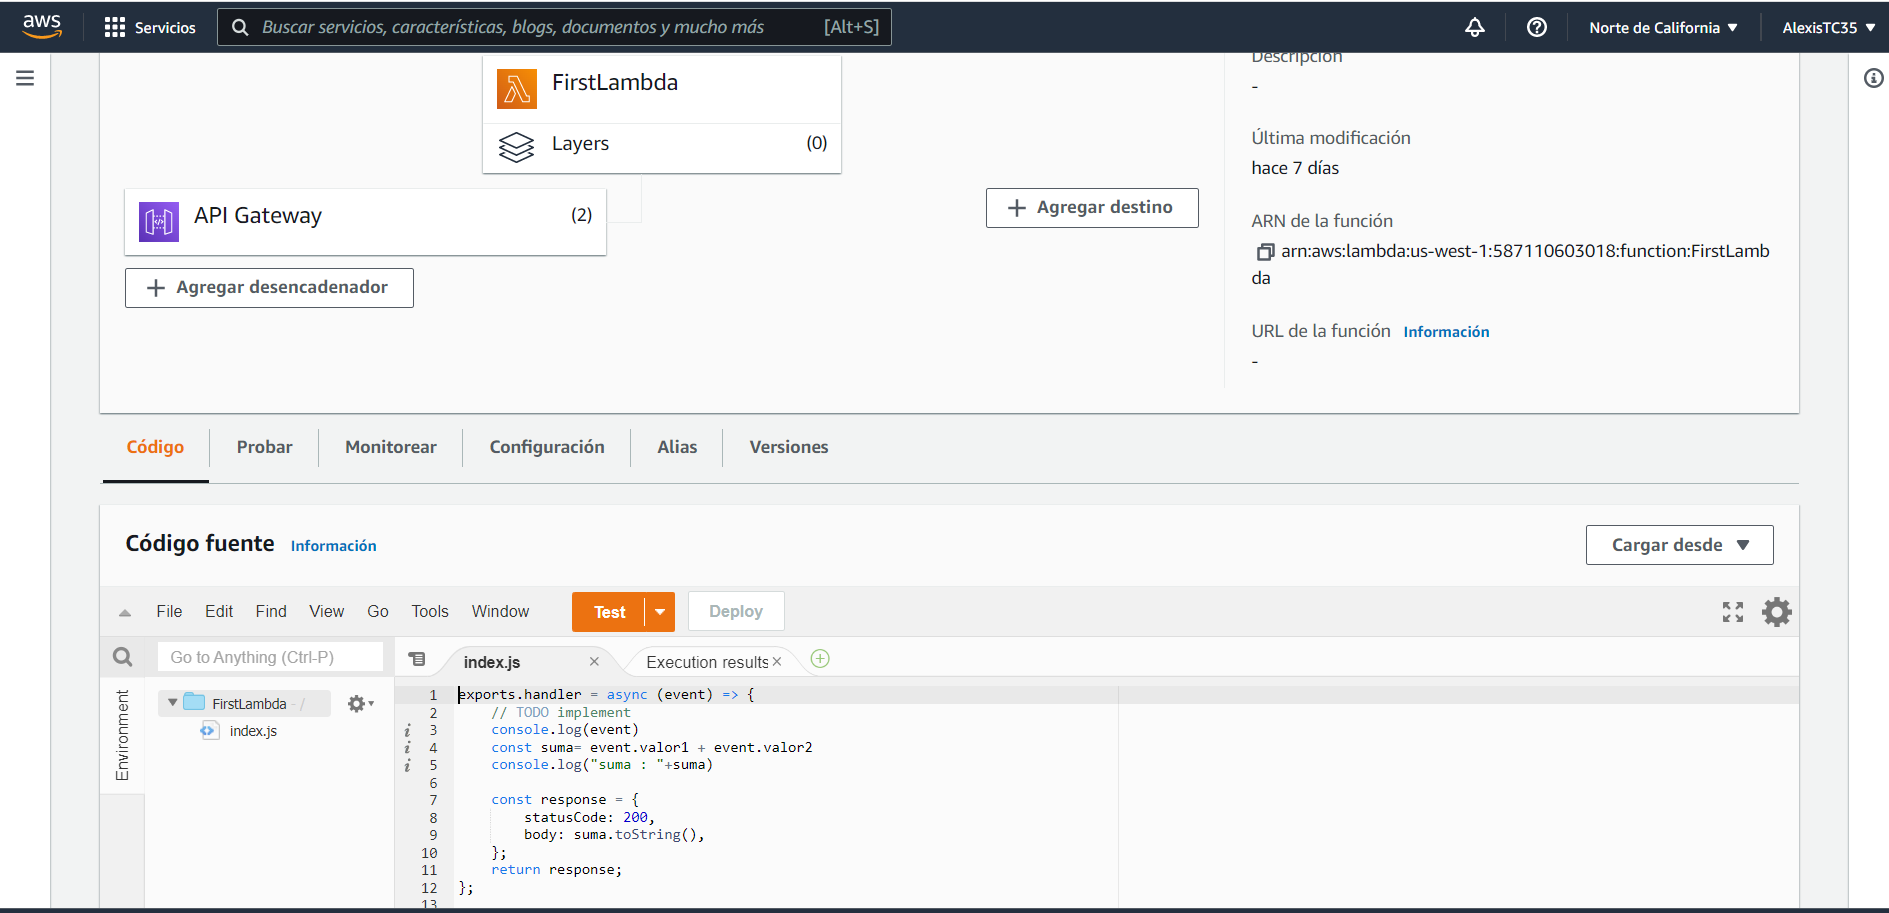 aws
Servicios
Buscar servicios, características, blogs, documentos y mucho más
[Alt+S]
Norte de California
AlexisTC35
FirstLambda
Layers
(0)
API Gateway
(2)
Agregar desencadenador
Agregar destino
Descripción
-
Última modificación
hace 7 días
ARN de la función
arn:aws:lambda:us-west-1:587110603018:function:FirstLamb
da
URL de la función Información
-
Código
Probar
Monitorear
Configuración
Alias
Versiones
Código fuente Información
Cargar desde
File Edit Find View Go Tools Window
Test
Deploy
Go to Anything (Ctrl-P)
index.js
Execution results
Environment
FirstLambda - /
index.js
1 exports.handler = async (event) => {
2 // TODO implement
3 console.log(event)
4 const suma= event.valor1 + event.valor2
5 console.log("suma : "+suma)
6
7 const response = {
8 statusCode: 200,
9 body: suma.toString(),
10 };
11 return response;
12 };
13